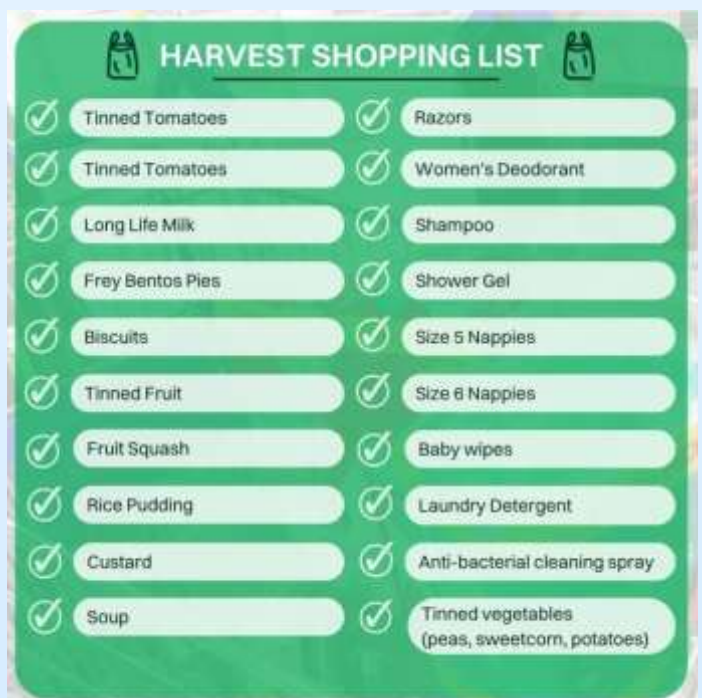 HARVEST SHOPPING LIST
Tinned Tomatoes
Tinned Tomatoes
Long Life Milk
Frey Bentos Pies
Biscuits
Tinned Fruit
Fruit Squash
Rice Pudding
Custard
Soup
Razors
Women's Deodorant
Shampoo
Shower Gel
Size 5 Nappies
Size 6 Nappies
Baby wipes
Laundry Detergent
Anti-bacterial cleaning spray
Tinned vegetables
(peas, sweetcorn, potatoes)